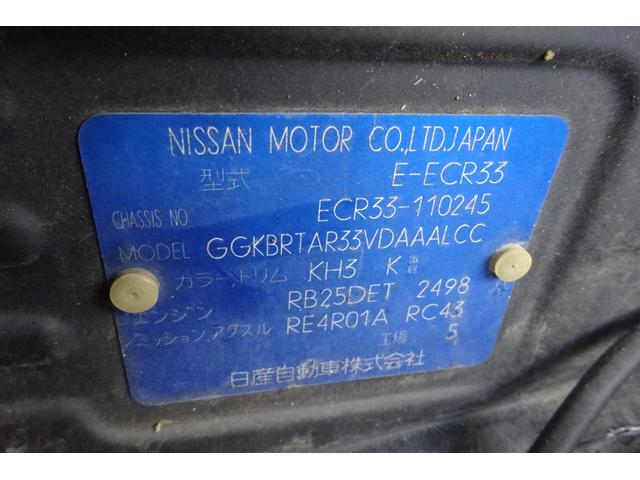 NISSAN MOTOR CO.,LTD.JAPAN
型式 E-ECR33
CHASSIS NO ECR33-110245
MODEL GGKBRTAR33VDAAALCC
カラー,トリム KH3 K
エンジン RB25DET 2498
ミッション,アクスル RE4R01A RC43
工場 5
日産自動車株式会社